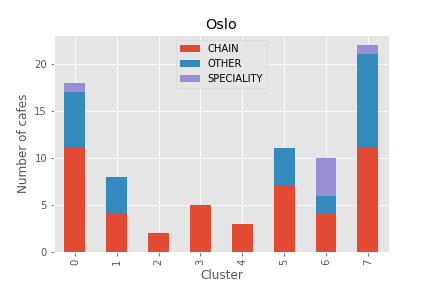 Oslo
CHAIN
OTHER
SPECIALITY
Number of cafes
20
15
10
5
0
0 1 2 3 4 5 6 7
Cluster